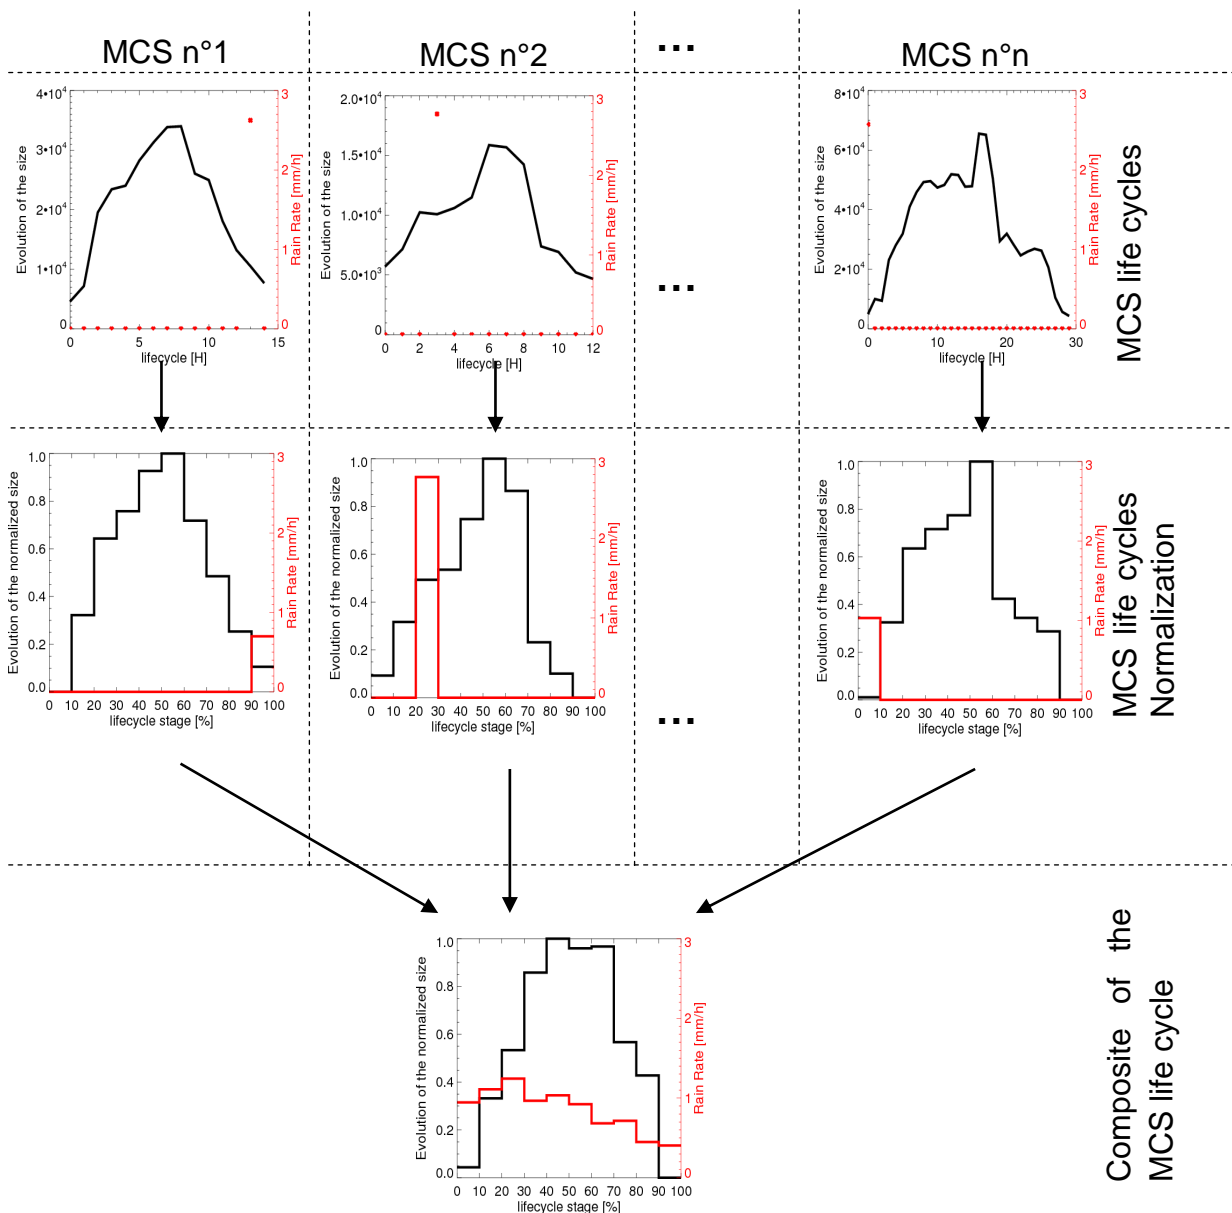 MCS n°1
MCS n°2
...
MCS n°n
4•10⁴
3•10⁴
2•10⁴
1•10⁴
0
Evolution of the size
3
2
1
0
Rain Rate [mm/h]
0 5 10 15
lifecycle [H]
2.0•10⁴
1.5•10⁴
1.0•10⁴
5.0•10³
0
Evolution of the size
3
2
1
0
Rain Rate [mm/h]
0 2 4 6 8 10 12
lifecycle [H]
...
8•10⁴
6•10⁴
4•10⁴
2•10⁴
0
Evolution of the size
3
2
1
0
Rain Rate [mm/h]
0 10 20 30
lifecycle [H]
MCS life cycles
1.0
0.8
0.6
0.4
0.2
0.0
Evolution of the normalized size
3
2
1
0
Rain Rate [mm/h]
0 10 20 30 40 50 60 70 80 90 100
lifecycle stage [%]
1.0
0.8
0.6
0.4
0.2
0.0
Evolution of the normalized size
3
2
1
0
Rain Rate [mm/h]
0 10 20 30 40 50 60 70 80 90 100
lifecycle stage [%]
...
1.0
0.8
0.6
0.4
0.2
0.0
Evolution of the normalized size
3
2
1
0
Rain Rate [mm/h]
0 10 20 30 40 50 60 70 80 90 100
lifecycle stage [%]
MCS life cycles
Normalization
1.0
0.8
0.6
0.4
0.2
0.0
Evolution of the normalized size
3
2
1
0
Rain Rate [mm/h]
0 10 20 30 40 50 60 70 80 90 100
lifecycle stage [%]
Composite of the
MCS life cycle